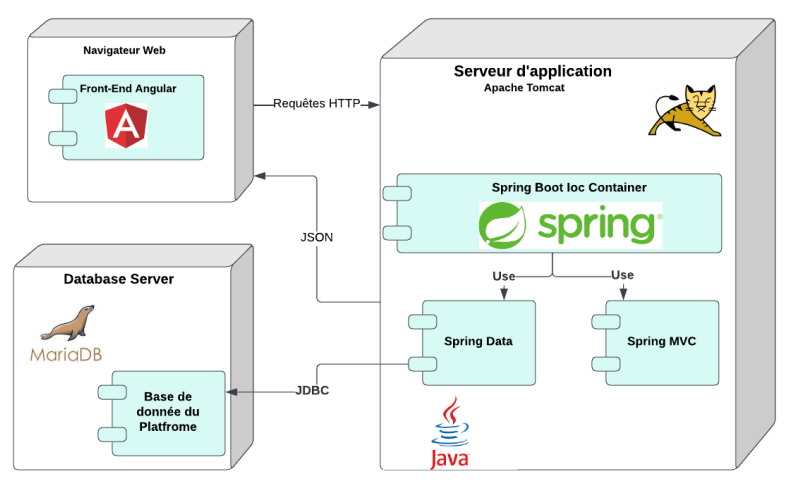 Navigateur Web
Front-End Angular
A
Requêtes HTTP
Serveur d'application
Apache Tomcat
Spring Boot Ioc Container
spring
JSON
Use
Use
Spring Data
Spring MVC
Database Server
MariaDB
JDBC
Base de
donnée du
Platfrome
Java